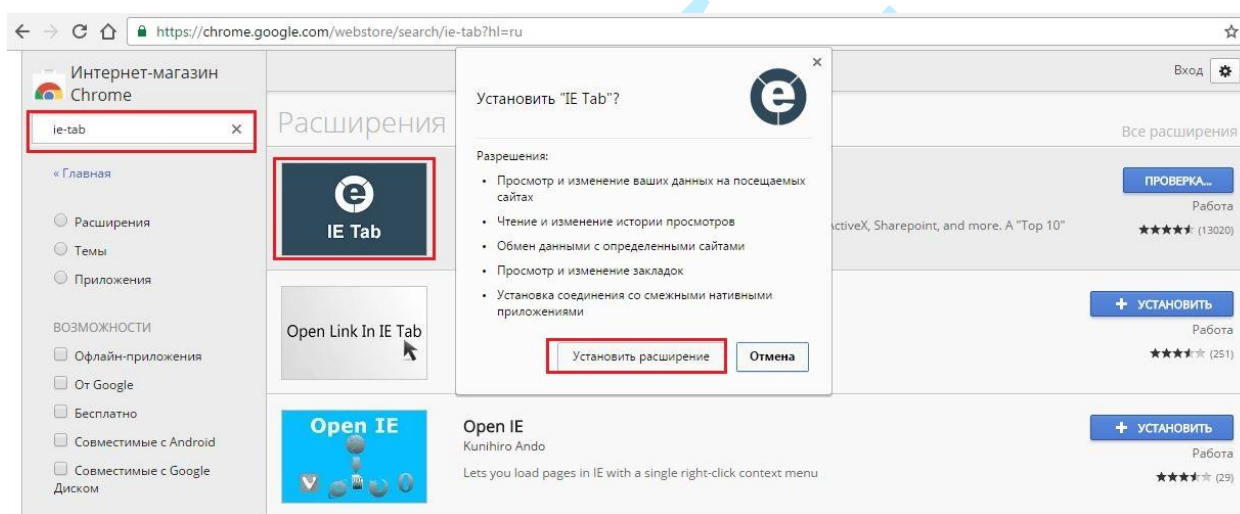 https://chrome.google.com/webstore/search/ie-tab?hl=ru
Интернет-магазин
Chrome
ie-tab
« Главная
Расширения
Темы
Приложения
ВОЗМОЖНОСТИ
Офлайн-приложения
От Google
Бесплатно
Совместимые с Android
Совместимые с Google
Диском
Вход
Расширения
Все расширения
IE Tab
ПРОВЕРКА...
Работа
ctiveX, Sharepoint, and more. A "Top 10"
(13020)
Установить "IE Tab"?
Разрешения:
• Просмотр и изменение ваших данных на посещаемых
сайтах
• Чтение и изменение истории просмотров
• Обмен данными с определенными сайтами
• Просмотр и изменение закладок
• Установка соединения со смежными нативными
приложениями
Установить расширение
Отмена
Open Link In IE Tab
+ УСТАНОВИТЬ
Работа
(251)
Open IE
Open IE
Kunihiro Ando
Lets you load pages in IE with a single right-click context menu
+ УСТАНОВИТЬ
Работа
(29)